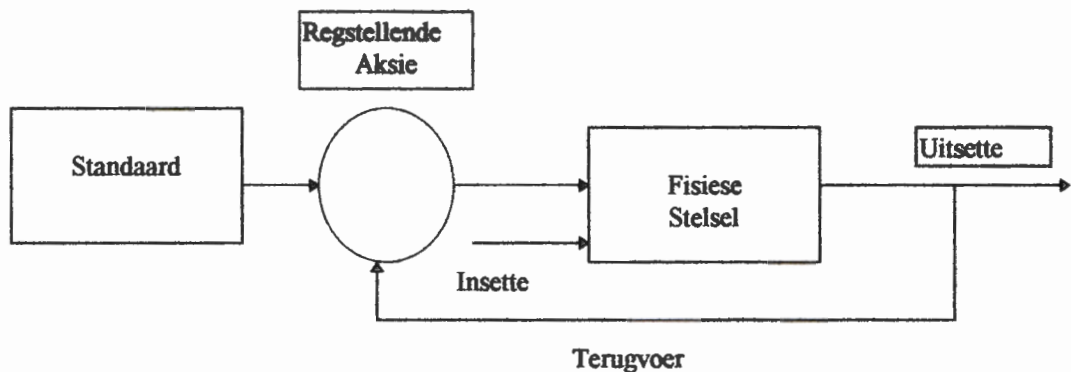 Regstellende
Aksie
Standaard
Uitsette
Fisiese
Stelsel
Insette
Terugvoer